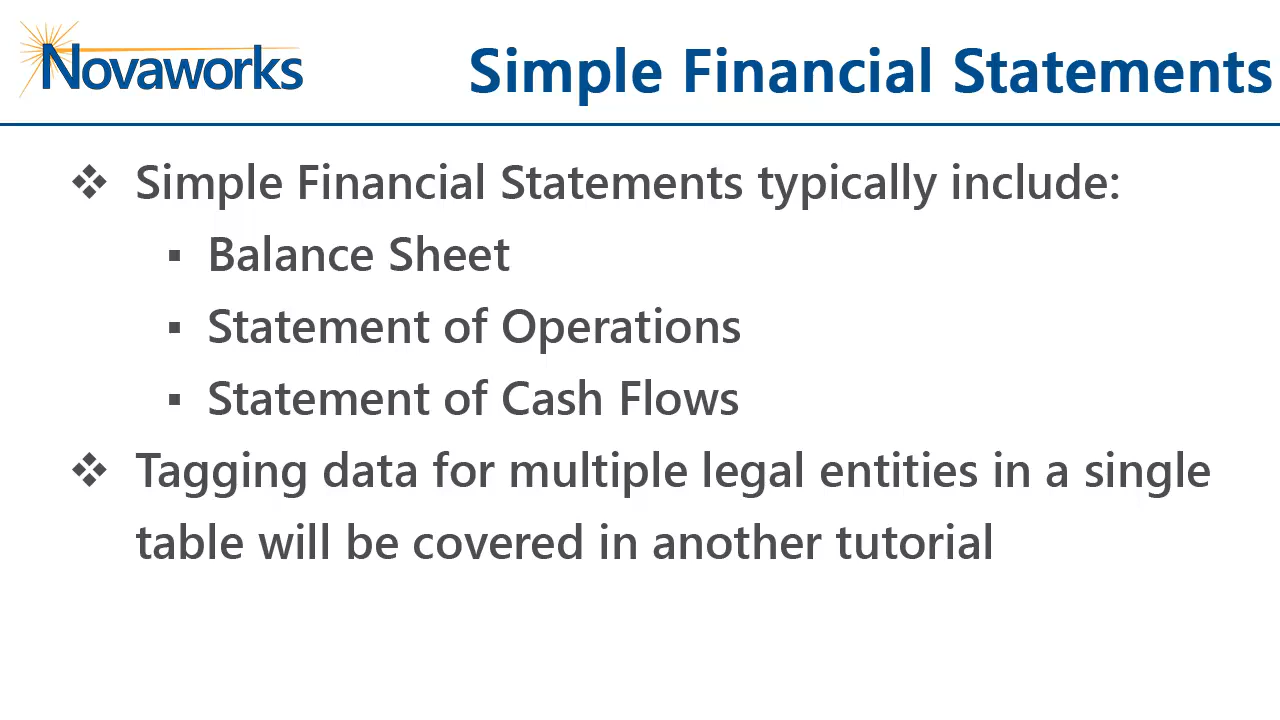 Novaworks
Simple Financial Statements
❖ Simple Financial Statements typically include:
▪ Balance Sheet
▪ Statement of Operations
▪ Statement of Cash Flows
❖ Tagging data for multiple legal entities in a single
table will be covered in another tutorial